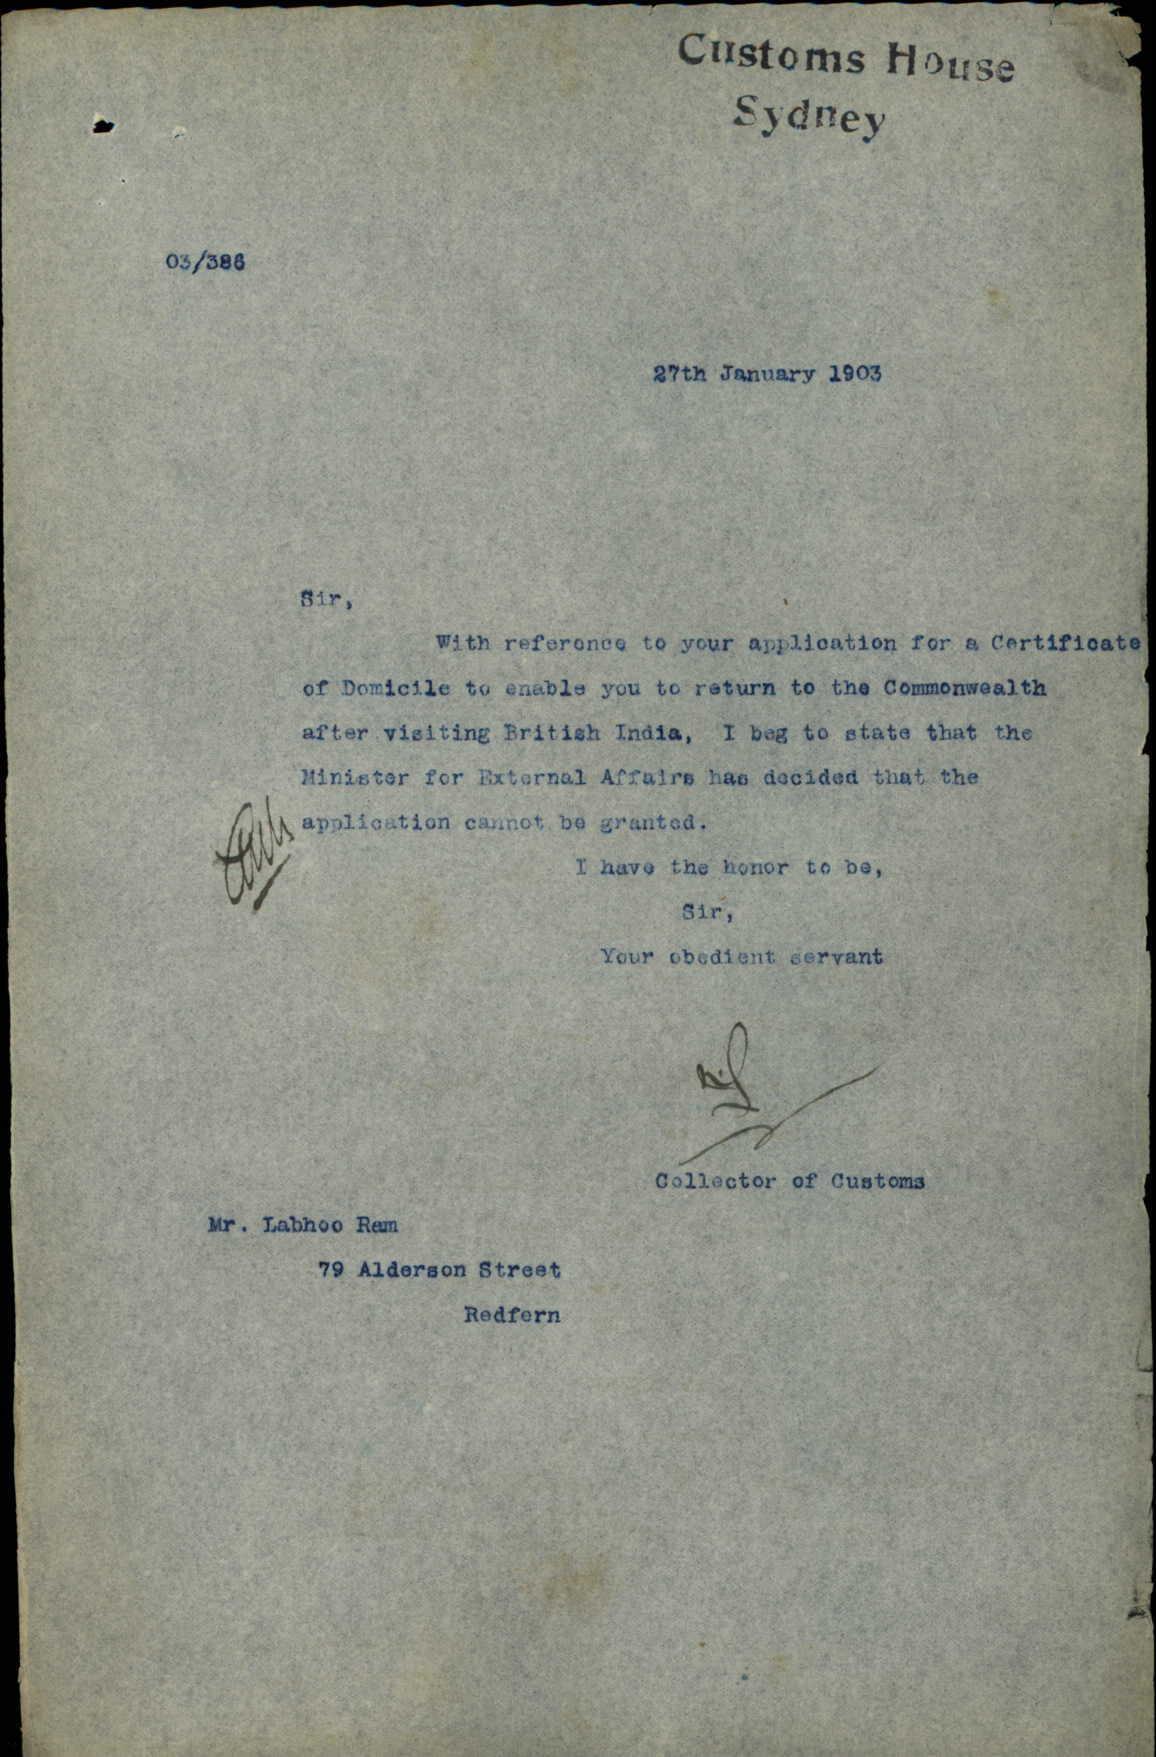 Customs House
Sydney
03/386
27th January 1903
Sir,
With reference to your application for a Certificate
of Domicile to enable you to return to the Commonwealth
after visiting British India, I beg to state that the
Minister for External Affairs has decided that the
application cannot be granted.
I have the honor to be,
Sir,
Your obedient servant
Collector of Customs
Mr. Labhoo Ram
79 Alderson Street
Redfern